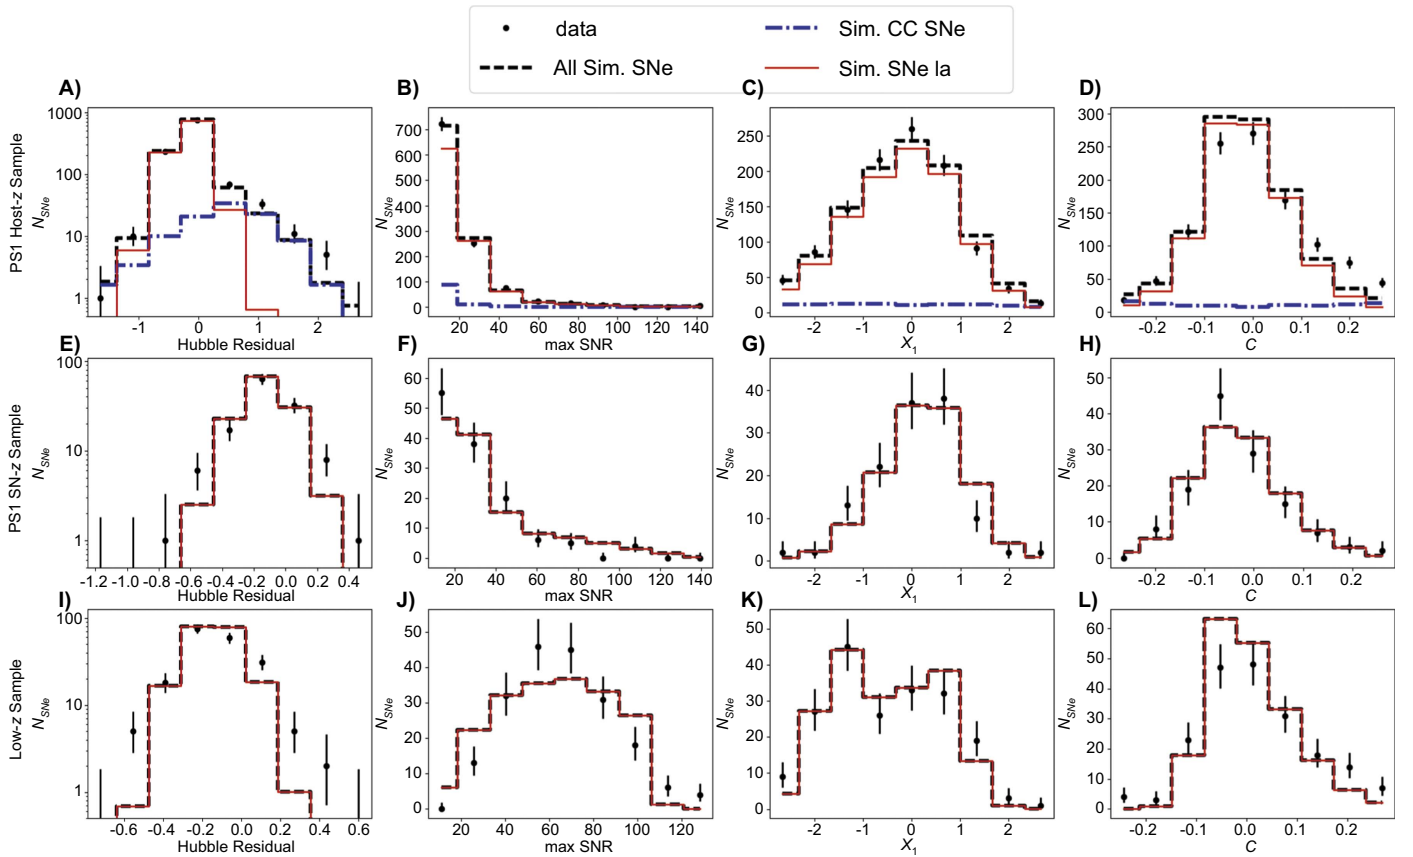 data
Sim. CC SNe
All Sim. SNe
Sim. SNe Ia
A)
B)
C)
D)
PS1 Host-z Sample
N_SNe
1000
100
10
1
-1 0 1 2
Hubble Residual
N_SNe
700
600
500
400
300
200
100
0
20 40 60 80 100 120 140
max SNR
N_SNe
250
200
150
100
50
0
-2 -1 0 1 2
X_1
N_SNe
300
250
200
150
100
50
0
-0.2 -0.1 0.0 0.1 0.2
C
E)
F)
G)
H)
PS1 SN-z Sample
N_SNe
100
10
1
-1.2 -1.0 -0.8 -0.6 -0.4 -0.2 0.0 0.2 0.4
Hubble Residual
N_SNe
60
50
40
30
20
10
0
20 40 60 80 100 120 140
max SNR
N_SNe
40
30
20
10
0
-2 -1 0 1 2
X_1
N_SNe
50
40
30
20
10
0
-0.2 -0.1 0.0 0.1 0.2
C
I)
J)
K)
L)
Low-z Sample
N_SNe
100
10
1
-0.6 -0.4 -0.2 0.0 0.2 0.4 0.6
Hubble Residual
N_SNe
50
40
30
20
10
0
20 40 60 80 100 120
max SNR
N_SNe
50
40
30
20
10
0
-2 -1 0 1 2
X_1
N_SNe
60
50
40
30
20
10
0
-0.2 -0.1 0.0 0.1 0.2
C